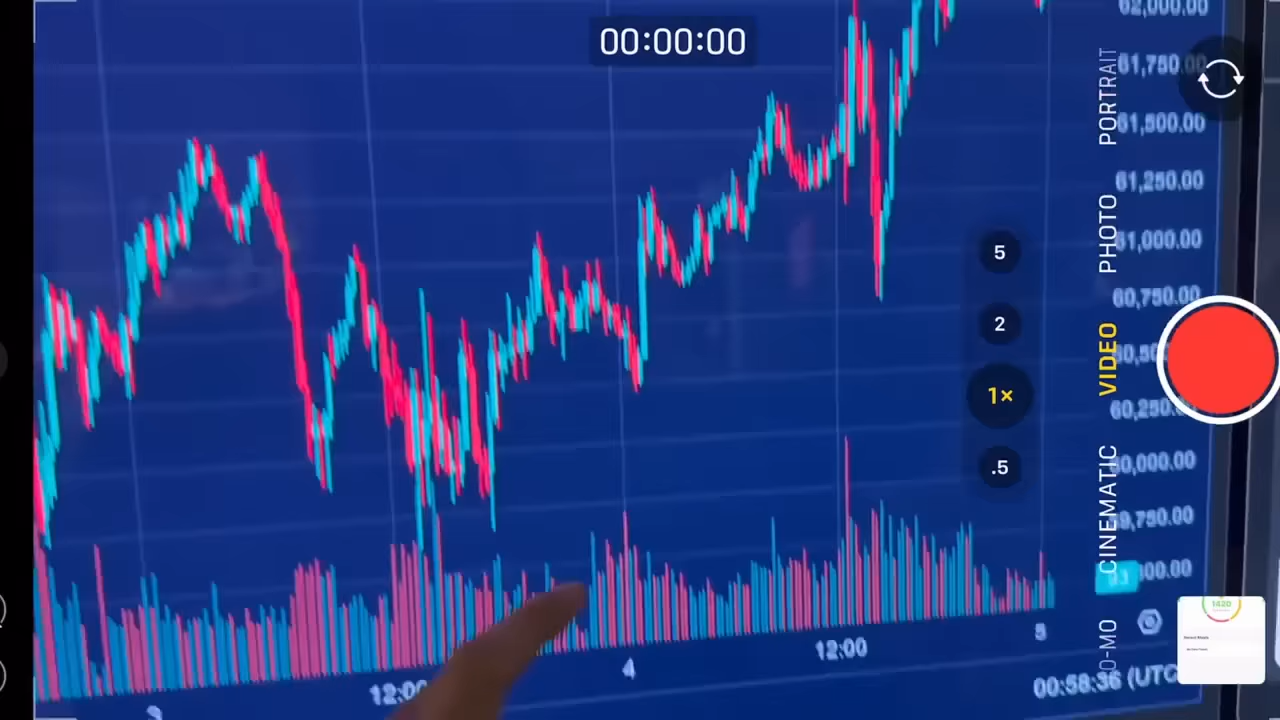 00:00:00
62,000.00
61,750.00
61,500.00
61,250.00
61,000.00
60,750.00
60,250.
PORTRAIT
PHOTO
VIDEO
CINEMATIC
O-MO
5
2
1×
.5
12:00
4
12:00
5
00:58:36 (UTC
1420